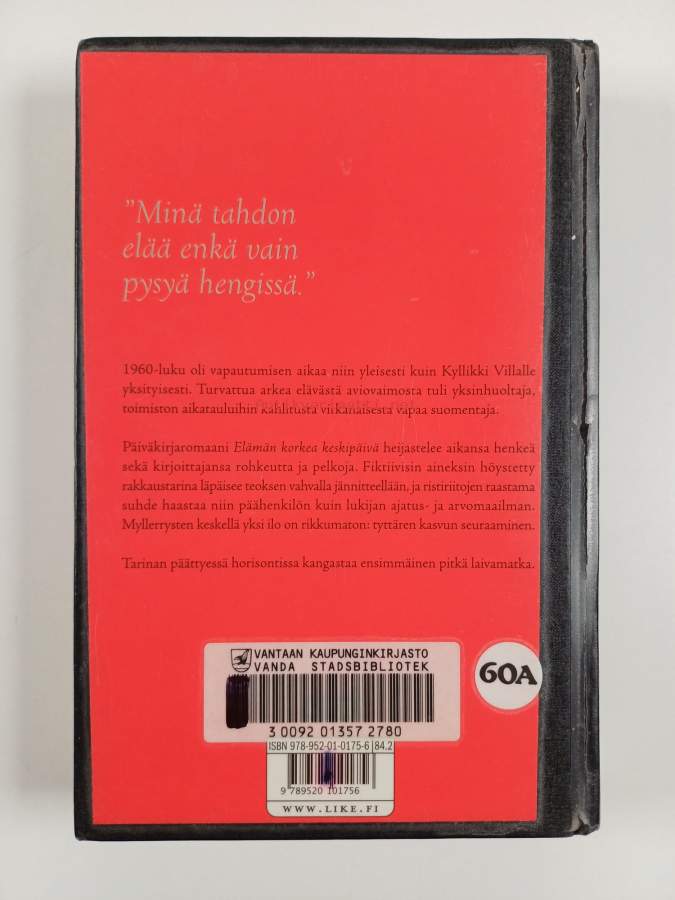 ”Minä tahdon
elää enkä vain
pysyä hengissä.”
1960-luku oli vapautumisen aikaa niin yleisesti kuin Kyllikki Villalle
yksityisesti. Turvattua arkea elävästä aviovaimosta tuli yksinhuoltaja,
toimiston aikatauluihin kahlitusta virkanaisesta vapaa suomentaja.
Päiväkirjaromaani Elämän korkea keskipäivä heijastelee aikansa henkeä
sekä kirjoittajansa rohkeutta ja pelkoja. Fiktiivisin aineksin höystetty
rakkaustarina läpäisee teoksen vahvalla jännitteellään, ja ristiriitojen raastama
suhde haastaa niin päähenkilön kuin lukijan ajatus- ja arvomaailman.
Myllerrysten keskellä yksi ilo on rikkumaton: tyttären kasvun seuraaminen.
Tarinan päättyessä horisontissa kangastaa ensimmäinen pitkä laivamatka.
VANTAAN KAUPUNGINKIRJASTO
VANDA STADSBIBLIOTEK
3 0092 01357 2780
60A
ISBN 978-952-01-0175-6 84.2
9 789520 101756
WWW.LIKE.FI